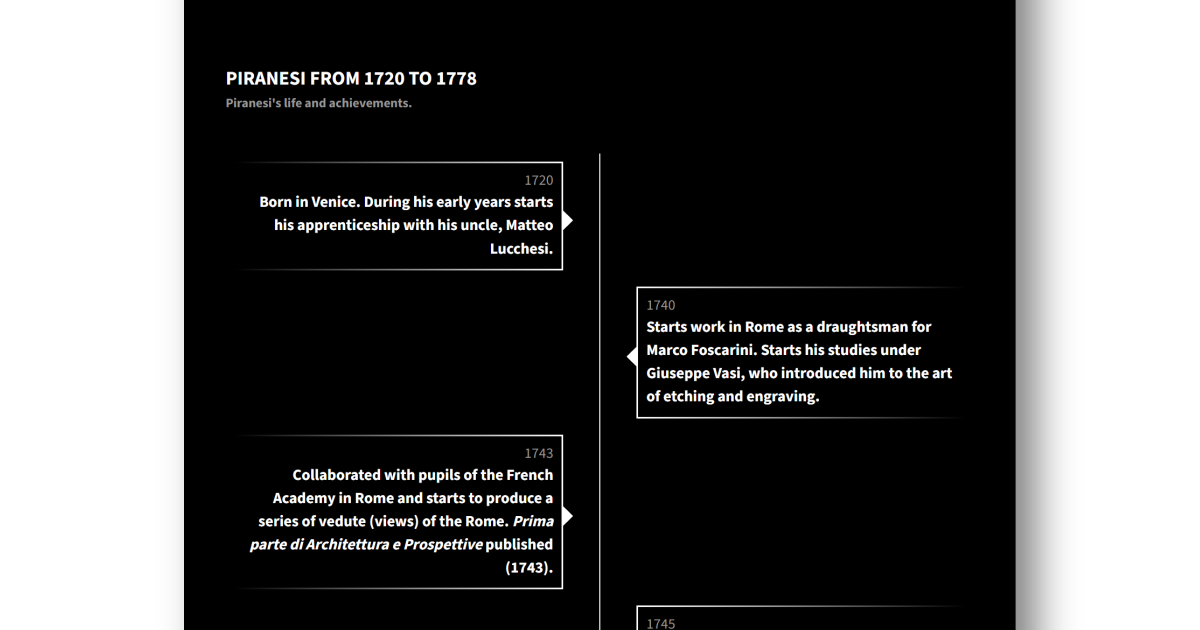 PIRANESI FROM 1720 TO 1778
Piranesi's life and achievements.
1720
Born in Venice. During his early years starts
his apprenticeship with his uncle, Matteo
Lucchesi.
1740
Starts work in Rome as a draughtsman for
Marco Foscarini. Starts his studies under
Giuseppe Vasi, who introduced him to the art
of etching and engraving.
1743
Collaborated with pupils of the French
Academy in Rome and starts to produce a
series of vedute (views) of the Rome. Prima
parte di Architettura e Prospettive published
(1743).
1745